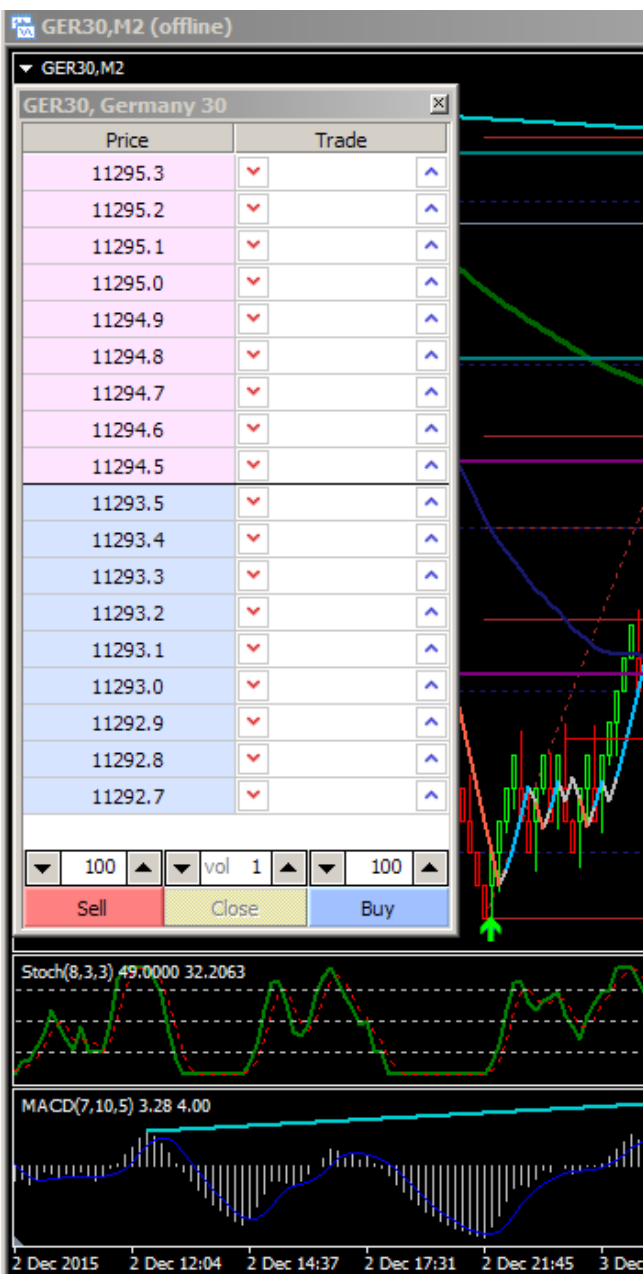 GER30,M2 (offline)
GER30,M2
GER30, Germany 30
Price Trade
11295.3
11295.2
11295.1
11295.0
11294.9
11294.8
11294.7
11294.6
11294.5
11293.5
11293.4
11293.3
11293.2
11293.1
11293.0
11292.9
11292.8
11292.7
100 vol 1 100
Sell Close Buy
Stoch(8,3,3) 49.0000 32.2063
MACD(7,10,5) 3.28 4.00
2 Dec 2015 2 Dec 12:04 2 Dec 14:37 2 Dec 17:31 2 Dec 21:45 3 Dec